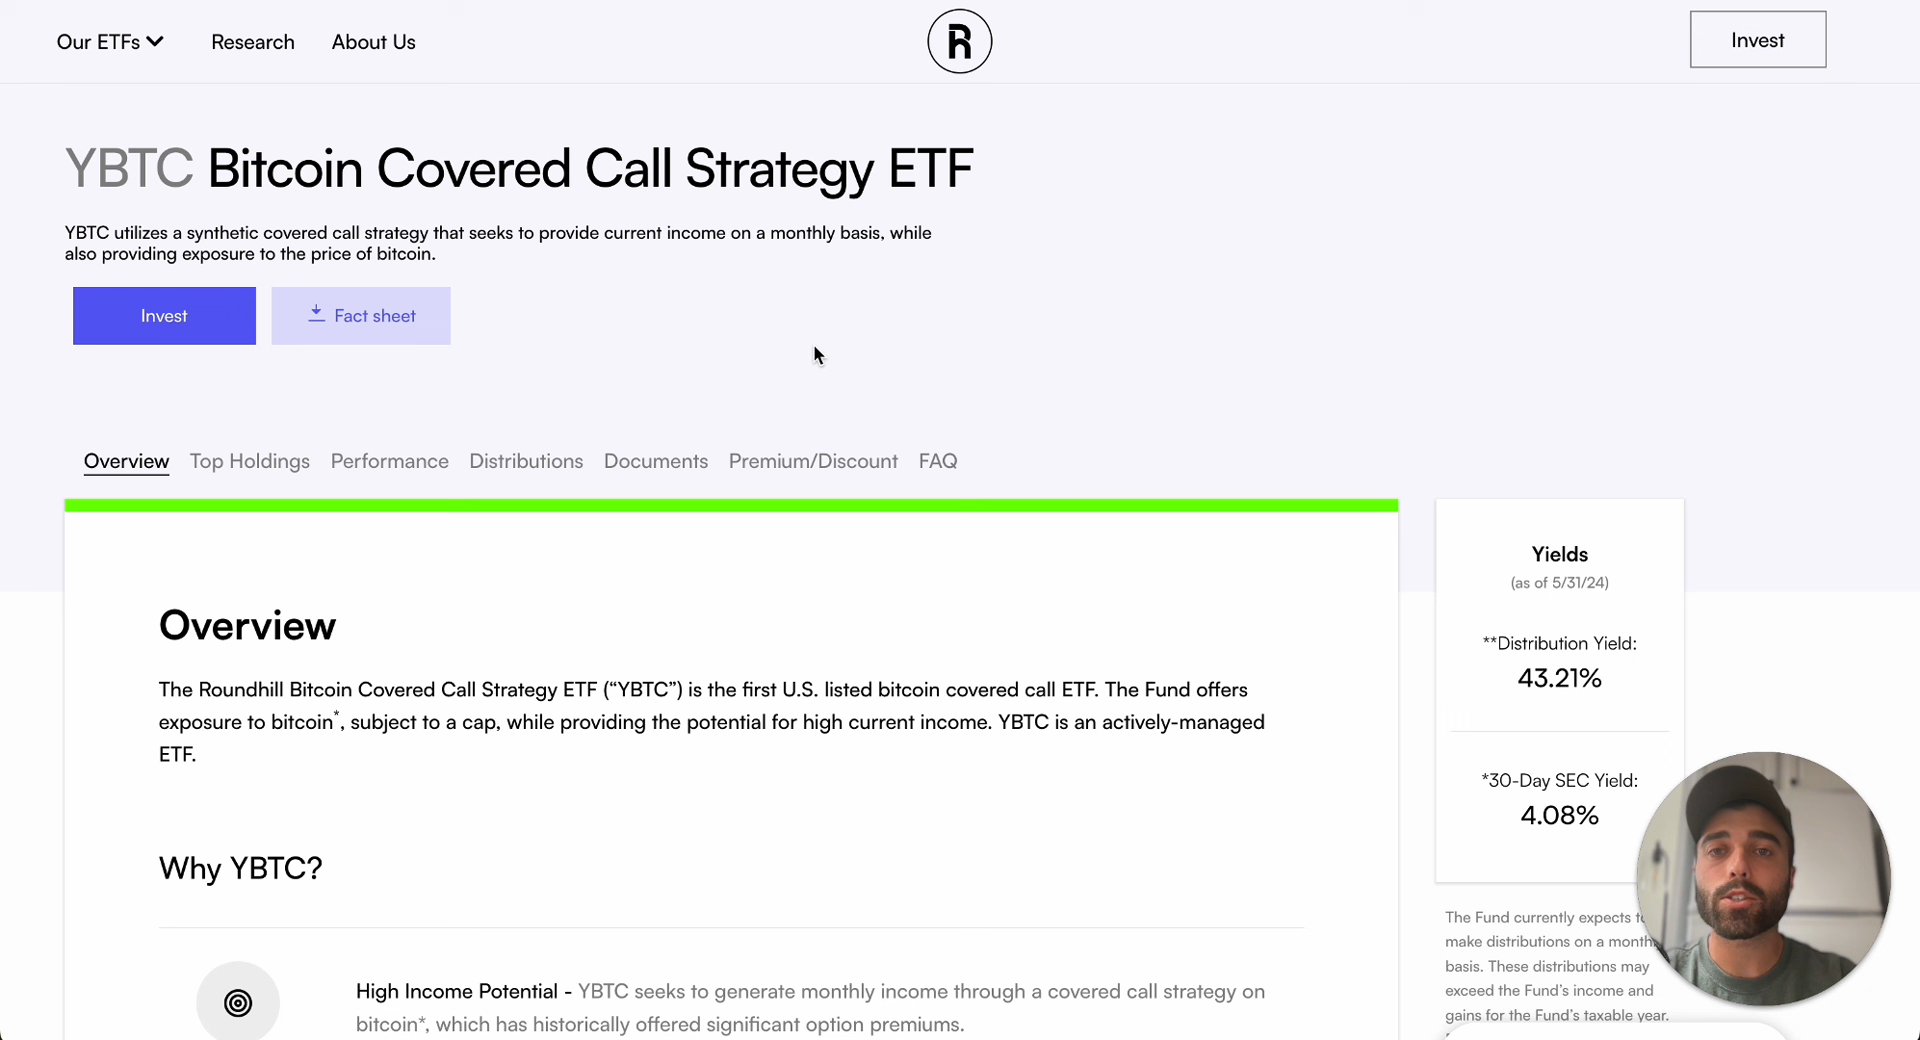 Our ETFs
Research
About Us
R
Invest
YBTC Bitcoin Covered Call Strategy ETF
YBTC utilizes a synthetic covered call strategy that seeks to provide current income on a monthly basis, while
also providing exposure to the price of bitcoin.
Invest
Fact sheet
Overview
Top Holdings
Performance
Distributions
Documents
Premium/Discount
FAQ
Overview
The Roundhill Bitcoin Covered Call Strategy ETF (“YBTC”) is the first U.S. listed bitcoin covered call ETF. The Fund offers
exposure to bitcoin*, subject to a cap, while providing the potential for high current income. YBTC is an actively-managed
ETF.
Why YBTC?
High Income Potential - YBTC seeks to generate monthly income through a covered call strategy on
bitcoin*, which has historically offered significant option premiums.
Yields
(as of 5/31/24)
**Distribution Yield:
43.21%
*30-Day SEC Yield:
4.08%
The Fund currently expects
make distributions on a
basis. These distributions may
exceed the Fund’s income and
gains for the Fund’s taxable year.